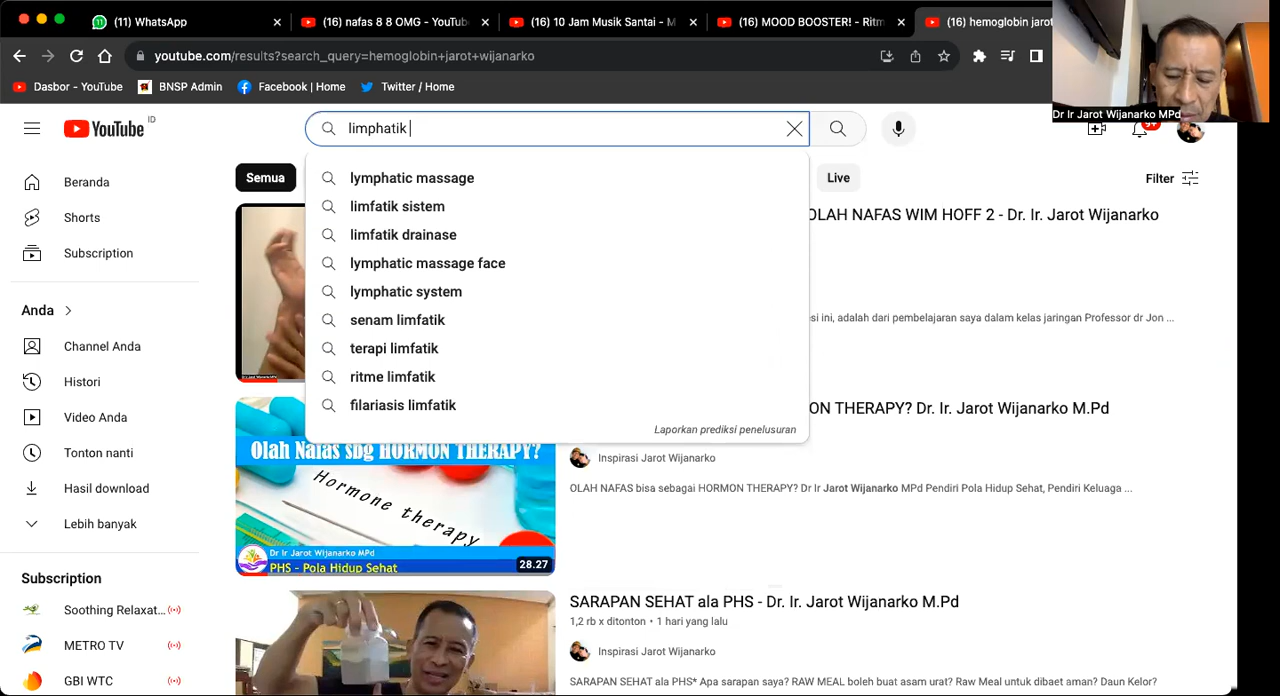 (11) WhatsApp
(16) nafas 8 8 OMG - YouTub
(16) 10 Jam Musik Santai - M
(16) MOOD BOOSTER! - Ritm
(16) hemoglobin jarot
youtube.com/results?search_query=hemoglobin+jarot+wijanarko
Dasbor - YouTube
BNSP Admin
Facebook | Home
Twitter / Home
Dr Ir Jarot Wijanarko MPd
YouTube ID
limphatik
9+
Beranda
Shorts
Subscription
Anda
Channel Anda
Histori
Video Anda
Tonton nanti
Hasil download
Lebih banyak
Subscription
Soothing Relaxat...
METRO TV
GBI WTC
Semua
Live
Filter
lymphatic massage
limfatik sistem
limfatik drainase
lymphatic massage face
lymphatic system
senam limfatik
terapi limfatik
ritme limfatik
filariasis limfatik
Laporkan prediksi penelusuran
OLAH NAFAS WIM HOFF 2 - Dr. Ir. Jarot Wijanarko
si ini, adalah dari pembelajaran saya dalam kelas jaringan Professor dr Jon ...
ON THERAPY? Dr. Ir. Jarot Wijanarko M.Pd
Inspirasi Jarot Wijanarko
OLAH NAFAS bisa sebagai HORMON THERAPY? Dr Ir Jarot Wijanarko MPd Pendiri Pola Hidup Sehat, Pendiri Keluaga ...
Olah Nafas sbg HORMON THERAPY?
Hormone therapy
Dr Ir Jarot Wijanarko MPd
PHS - Pola Hidup Sehat
28.27
SARAPAN SEHAT ala PHS - Dr. Ir. Jarot Wijanarko M.Pd
1,2 rb x ditonton • 1 hari yang lalu
Inspirasi Jarot Wijanarko
SARAPAN SEHAT ala PHS* Apa sarapan saya? RAW MEAL boleh buat asam urat? Raw Meal untuk dibaet aman? Daun Kelor?